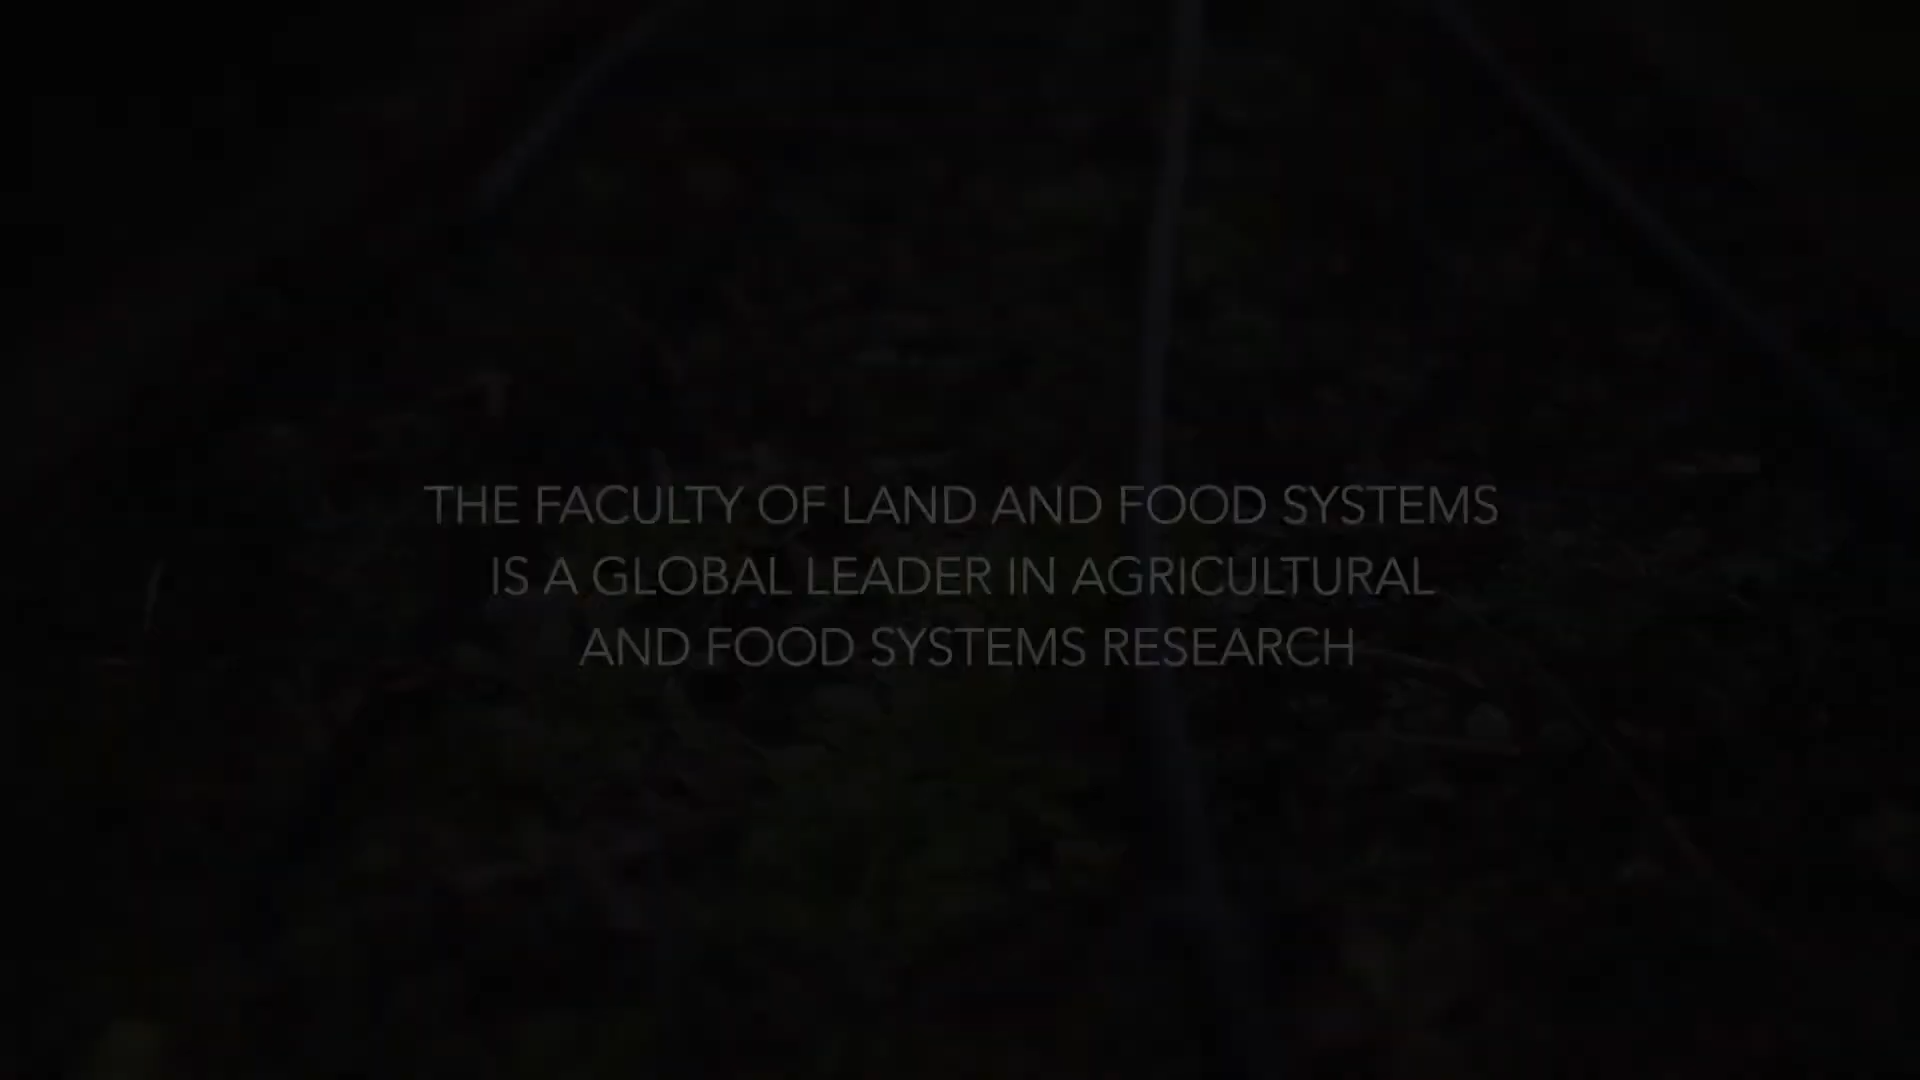 THE FACULTY OF LAND AND FOOD SYSTEMS
IS A GLOBAL LEADER IN AGRICULTURAL
AND FOOD SYSTEMS RESEARCH